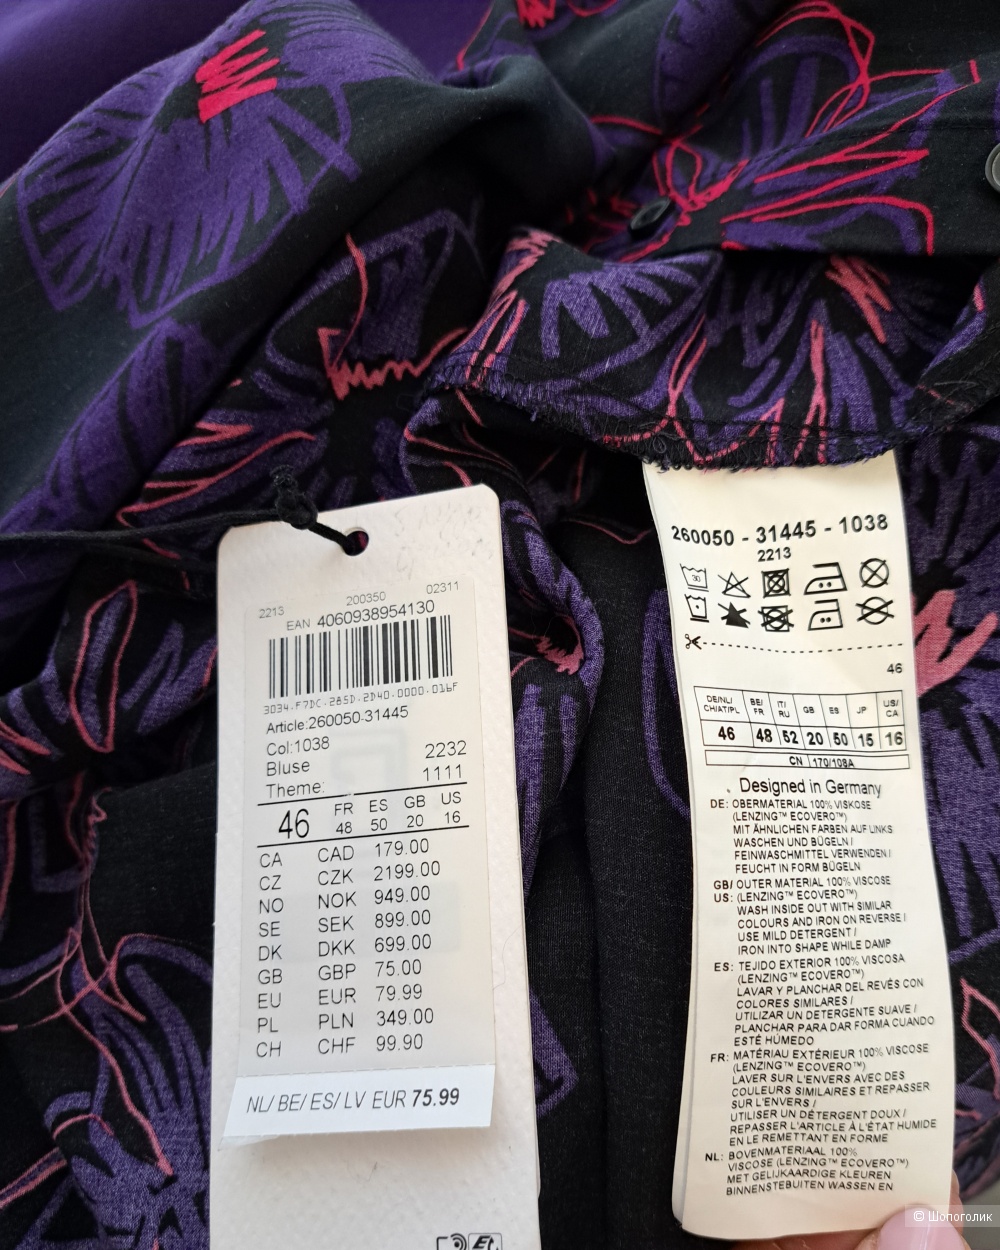 2213 200350 02311
EAN 4060938954130
3034.F7DC.285D.2D40.0000.016F
Article:260050-31445
Col:1038
Bluse 2232
Theme: 1111
46 FR ES GB US
48 50 20 16
CA CAD 179.00
CZ CZK 2199.00
NO NOK 949.00
SE SEK 899.00
DK DKK 699.00
GB GBP 75.00
EU EUR 79.99
PL PLN 349.00
CH CHF 99.90
NL/ BE/ ES/ LV EUR 75.99
260050 - 31445 - 1038
2213
30
46
DE/NL/CH/AT/PL BE/FR IT/RU GB ES JP US/CA
46 48 52 20 50 15 16
CN 170/108A
Designed in Germany
DE: OBERMATERIAL 100% VISKOSE
(LENZING™ ECOVERO™)
MIT ÄHNLICHEN FARBEN AUF LINKS
WASCHEN UND BÜGELN /
FEINWASCHMITTEL VERWENDEN /
FEUCHT IN FORM BÜGELN
GB/ OUTER MATERIAL 100% VISCOSE
US: (LENZING™ ECOVERO™)
WASH INSIDE OUT WITH SIMILAR
COLOURS AND IRON ON REVERSE /
USE MILD DETERGENT /
IRON INTO SHAPE WHILE DAMP
ES: TEJIDO EXTERIOR 100% VISCOSA
(LENZING™ ECOVERO™)
LAVAR Y PLANCHAR DEL REVÉS CON
COLORES SIMILARES /
UTILIZAR UN DETERGENTE SUAVE /
PLANCHAR PARA DAR FORMA CUANDO
ESTÉ HÚMEDO
FR: MATÉRIAU EXTÉRIEUR 100% VISCOSE
(LENZING™ ECOVERO™)
LAVER SUR L'ENVERS AVEC DES
COULEURS SIMILAIRES ET REPASSER
SUR L'ENVERS /
UTILISER UN DÉTERGENT DOUX /
REPASSER L'ARTICLE À L'ÉTAT HUMIDE
EN LE REMETTANT EN FORME
NL: BOVENMATERIAAL 100%
VISCOSE (LENZING™ ECOVERO™)
MET GELIJKAARDIGE KLEUREN
BINNENSTEBUITEN WASSEN EN
© Шопоголик